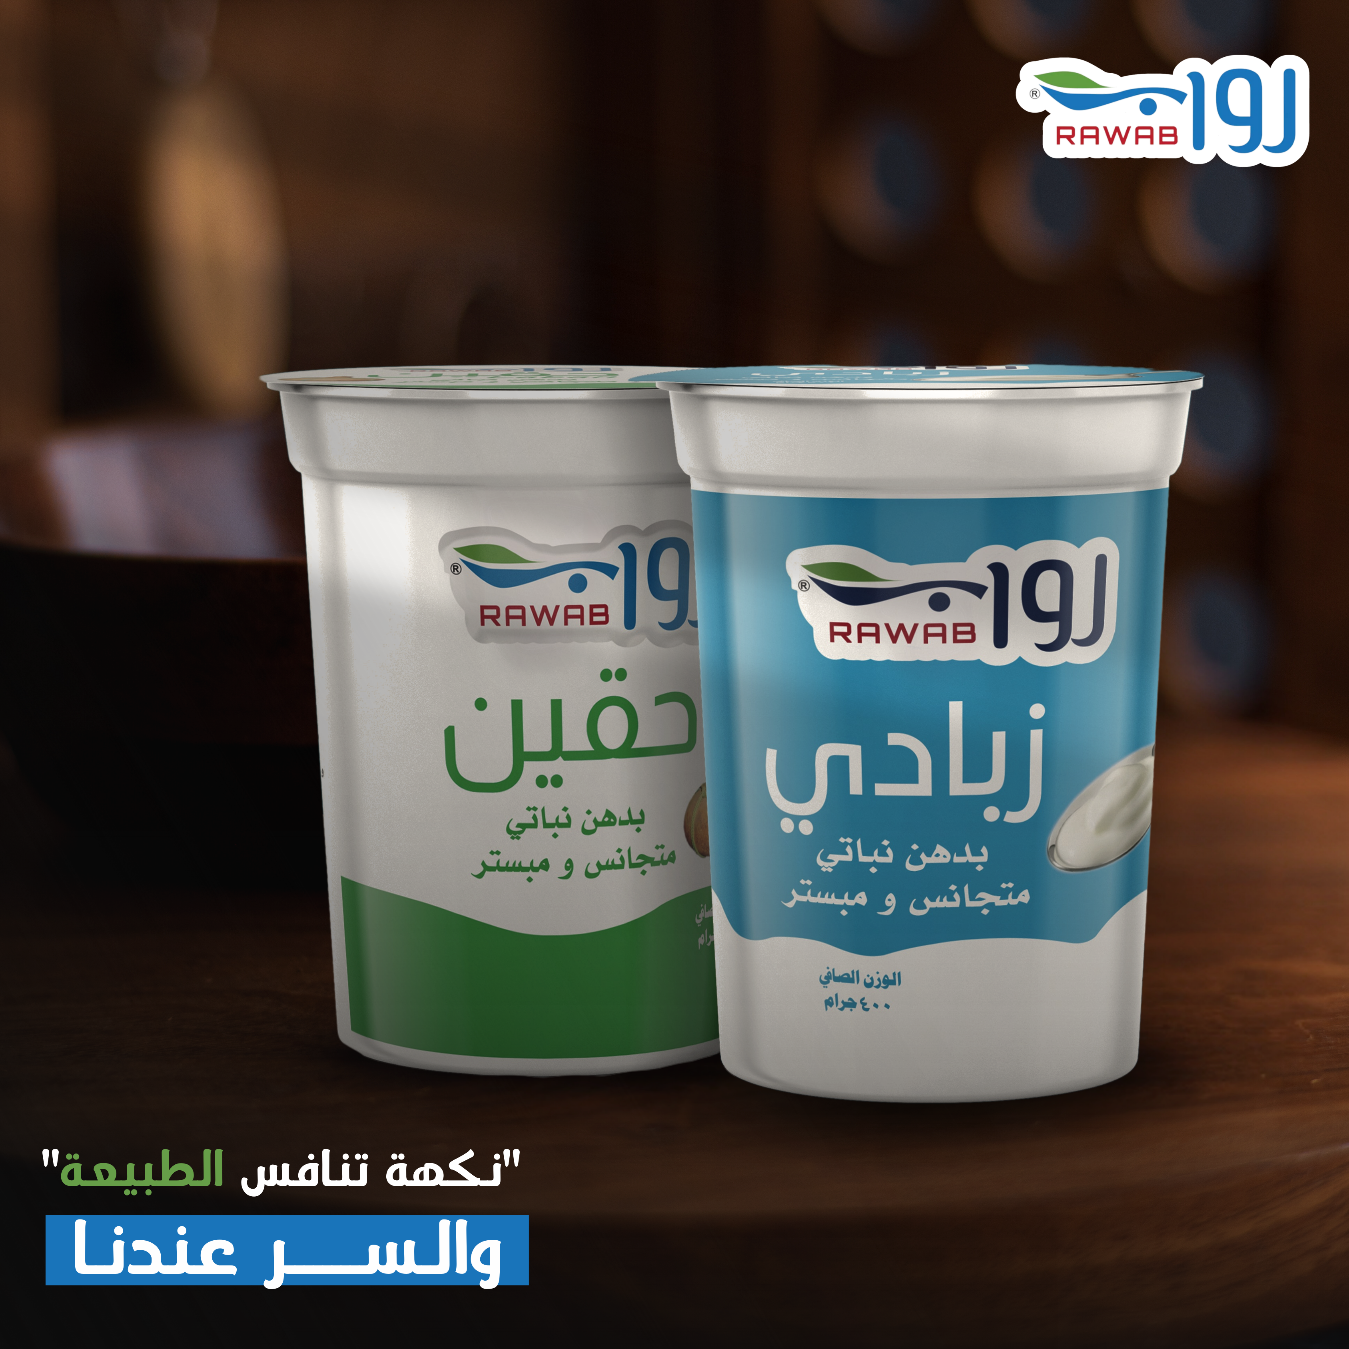 رواب
RAWAB
®
رواب
RAWAB
®
حقين
بدهن نباتي
متجانس و مبستر
رواب
RAWAB
®
زبادي
بدهن نباتي
متجانس و مبستر
الوزن الصافي
٤٠٠ جرام
"نكهة تنافس الطبيعة"
والســـر عندنا